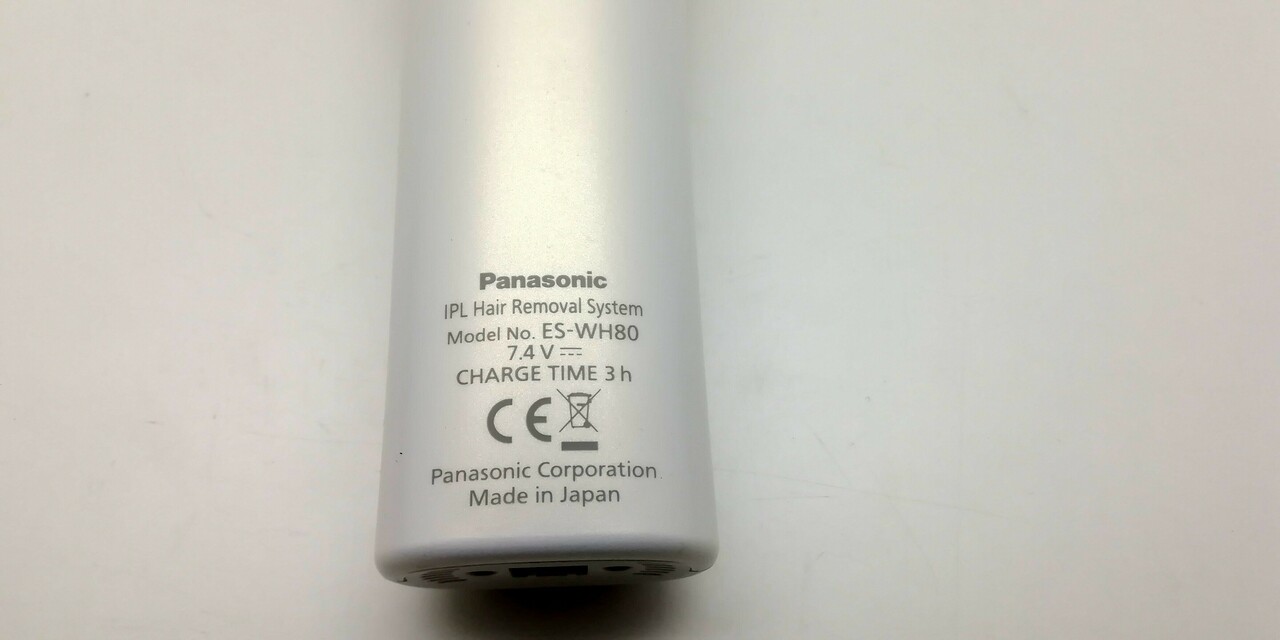 Panasonic
IPL Hair Removal System
Model No. ES-WH80
7.4 V ⎓
CHARGE TIME 3 h
CE
Panasonic Corporation
Made in Japan